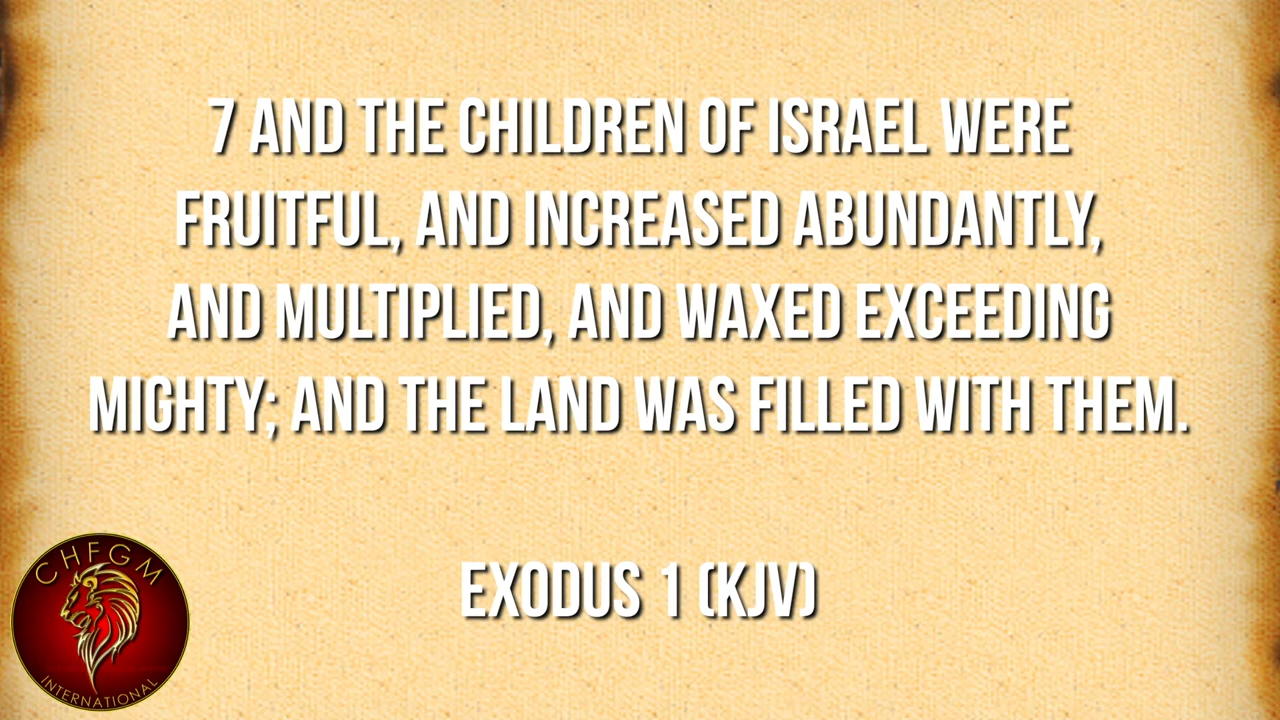 7 AND THE CHILDREN OF ISRAEL WERE
FRUITFUL, AND INCREASED ABUNDANTLY,
AND MULTIPLIED, AND WAXED EXCEEDING
MIGHTY; AND THE LAND WAS FILLED WITH THEM.
EXODUS 1 (KJV)
CHFGM
INTERNATIONAL